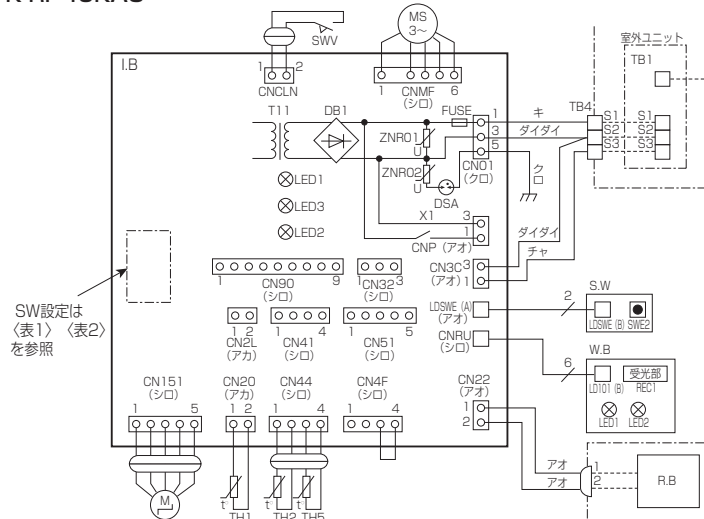 SWV
MS
3~
I.B
1 2
CNCLN
1 6
CNMF
(シロ)
室外ユニット
TB1
T11
DB1
FUSE
1
キ
TB4
ZNR01
U
3
ダイダイ
S1
S1
S2
S2
S3
S3
ZNR02
U
5
CN01
(クロ)
クロ
DSA
LED1
LED3
LED2
X1
3
1
CNP (アオ)
ダイダイ
チャ
CN3C
(アオ)
3
1
1 9
CN90
(シロ)
1 3
CN32
(シロ)
SW設定は
〈表1〉〈表2〉
を参照
1 2
CN2L
(アカ)
1 4
CN41
(シロ)
1 5
CN51
(シロ)
LDSWE (A)
(アオ)
2
S.W
LDSWE (B) SWE2
CNRU
(シロ)
6
W.B
LD101 (B)
受光部
REC1
LED1 LED2
CN151
(シロ)
1 5
CN20
(アカ)
1 2
CN44
(シロ)
1 4
CN4F
(シロ)
1 4
CN22
(アオ)
1
2
アオ
アオ
1
2
R.B
M
t°
TH1
t°
TH2
t°
TH5